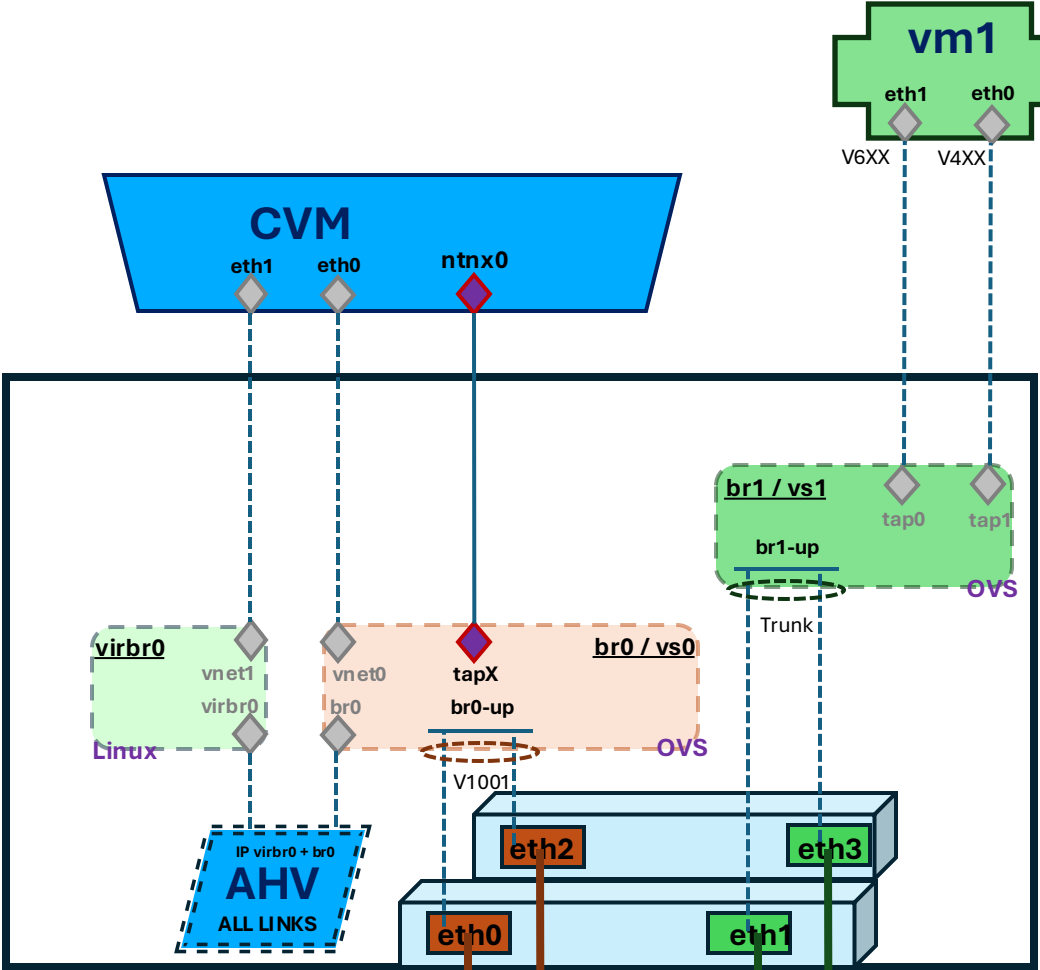 vm1
eth1
eth0
V6XX
V4XX
CVM
eth1
eth0
ntnx0
br1 / vs1
tap0
tap1
br1-up
OVS
Trunk
virbr0
vnet1
virbr0
Linux
vnet0
br0
tapX
br0 / vs0
br0-up
OVS
V1001
IP virbr0 + br0
AHV
ALL LINKS
eth2
eth3
eth0
eth1